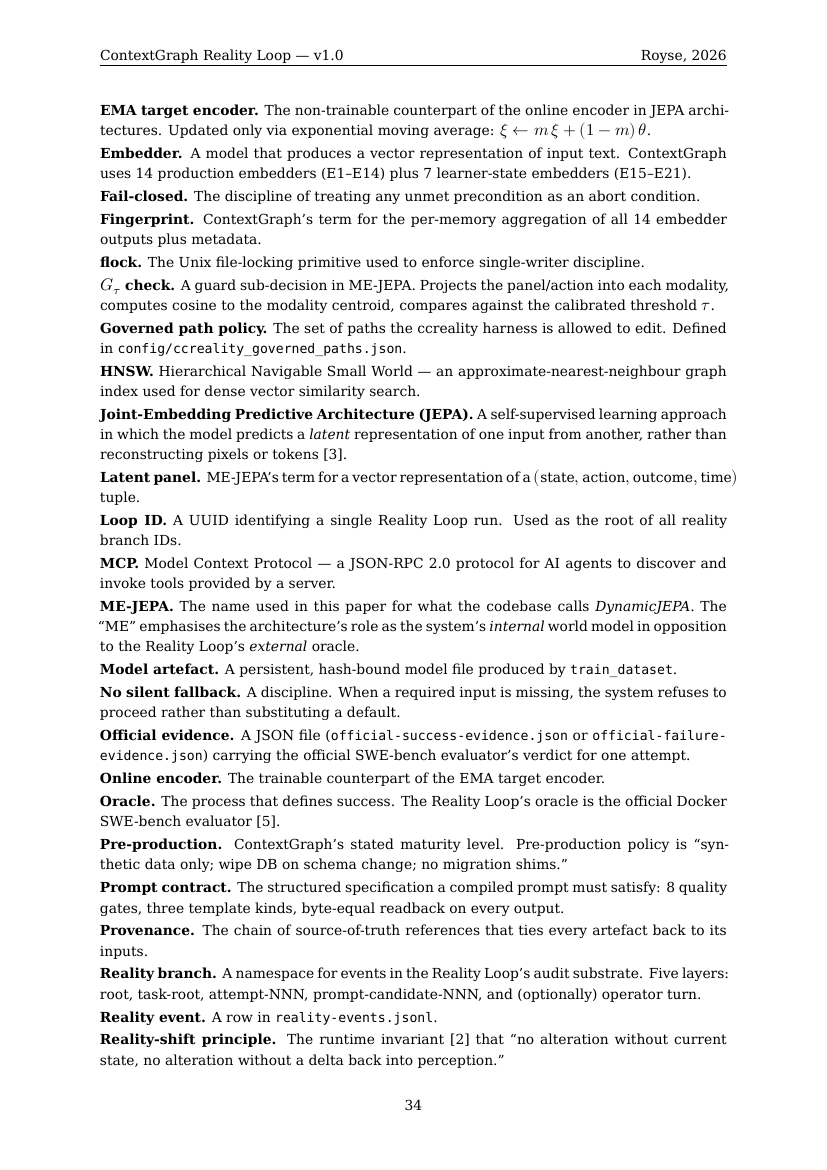 ContextGraph Reality Loop — v1.0 Royse, 2026
EMA target encoder. The non-trainable counterpart of the online encoder in JEPA archi-
tectures. Updated only via exponential moving average: ξ ← m ξ + (1 − m) θ.
Embedder. A model that produces a vector representation of input text. ContextGraph
uses 14 production embedders (E1–E14) plus 7 learner-state embedders (E15–E21).
Fail-closed. The discipline of treating any unmet precondition as an abort condition.
Fingerprint. ContextGraph’s term for the per-memory aggregation of all 14 embedder
outputs plus metadata.
flock. The Unix file-locking primitive used to enforce single-writer discipline.
Gτ check. A guard sub-decision in ME-JEPA. Projects the panel/action into each modality,
computes cosine to the modality centroid, compares against the calibrated threshold τ.
Governed path policy. The set of paths the ccreality harness is allowed to edit. Defined
in config/ccreality_governed_paths.json.
HNSW. Hierarchical Navigable Small World — an approximate-nearest-neighbour graph
index used for dense vector similarity search.
Joint-Embedding Predictive Architecture (JEPA). A self-supervised learning approach
in which the model predicts a latent representation of one input from another, rather than
reconstructing pixels or tokens [3].
Latent panel. ME-JEPA’s term for a vector representation of a (state, action, outcome, time)
tuple.
Loop ID. A UUID identifying a single Reality Loop run. Used as the root of all reality
branch IDs.
MCP. Model Context Protocol — a JSON-RPC 2.0 protocol for AI agents to discover and
invoke tools provided by a server.
ME-JEPA. The name used in this paper for what the codebase calls DynamicJEPA. The
“ME” emphasises the architecture’s role as the system’s internal world model in opposition
to the Reality Loop’s external oracle.
Model artefact. A persistent, hash-bound model file produced by train_dataset.
No silent fallback. A discipline. When a required input is missing, the system refuses to
proceed rather than substituting a default.
Official evidence. A JSON file (official-success-evidence.json or official-failure-
evidence.json) carrying the official SWE-bench evaluator’s verdict for one attempt.
Online encoder. The trainable counterpart of the EMA target encoder.
Oracle. The process that defines success. The Reality Loop’s oracle is the official Docker
SWE-bench evaluator [5].
Pre-production. ContextGraph’s stated maturity level. Pre-production policy is “syn-
thetic data only; wipe DB on schema change; no migration shims.”
Prompt contract. The structured specification a compiled prompt must satisfy: 8 quality
gates, three template kinds, byte-equal readback on every output.
Provenance. The chain of source-of-truth references that ties every artefact back to its
inputs.
Reality branch. A namespace for events in the Reality Loop’s audit substrate. Five layers:
root, task-root, attempt-NNN, prompt-candidate-NNN, and (optionally) operator turn.
Reality event. A row in reality-events.jsonl.
Reality-shift principle. The runtime invariant [2] that “no alteration without current
state, no alteration without a delta back into perception.”
34